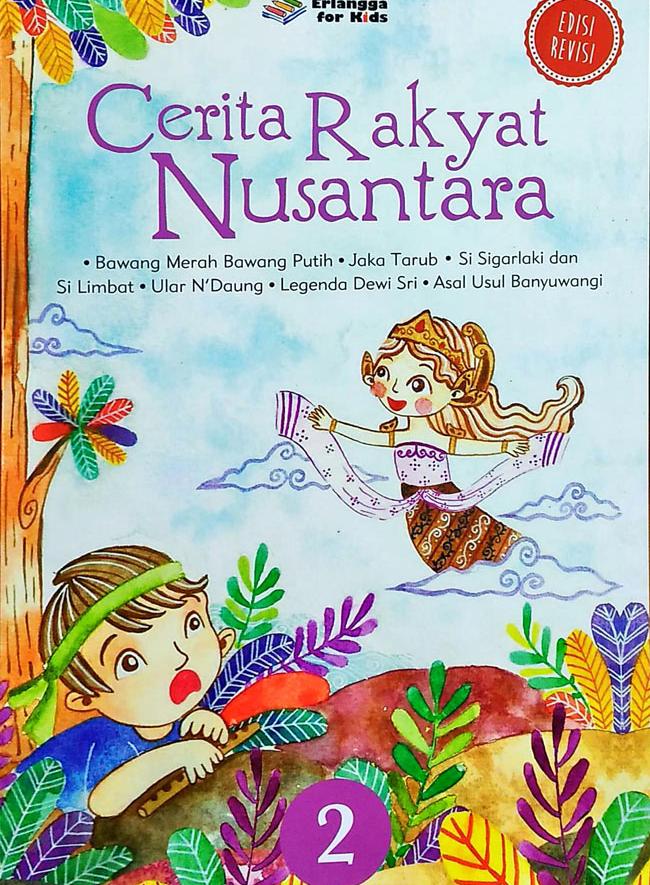 Erlangga
for Kids
EDISI
REVISI
Cerita Rakyat
Nusantara
• Bawang Merah Bawang Putih • Jaka Tarub • Si Sigarlaki dan
Si Limbat • Ular N'Daung • Legenda Dewi Sri • Asal Usul Banyuwangi
2